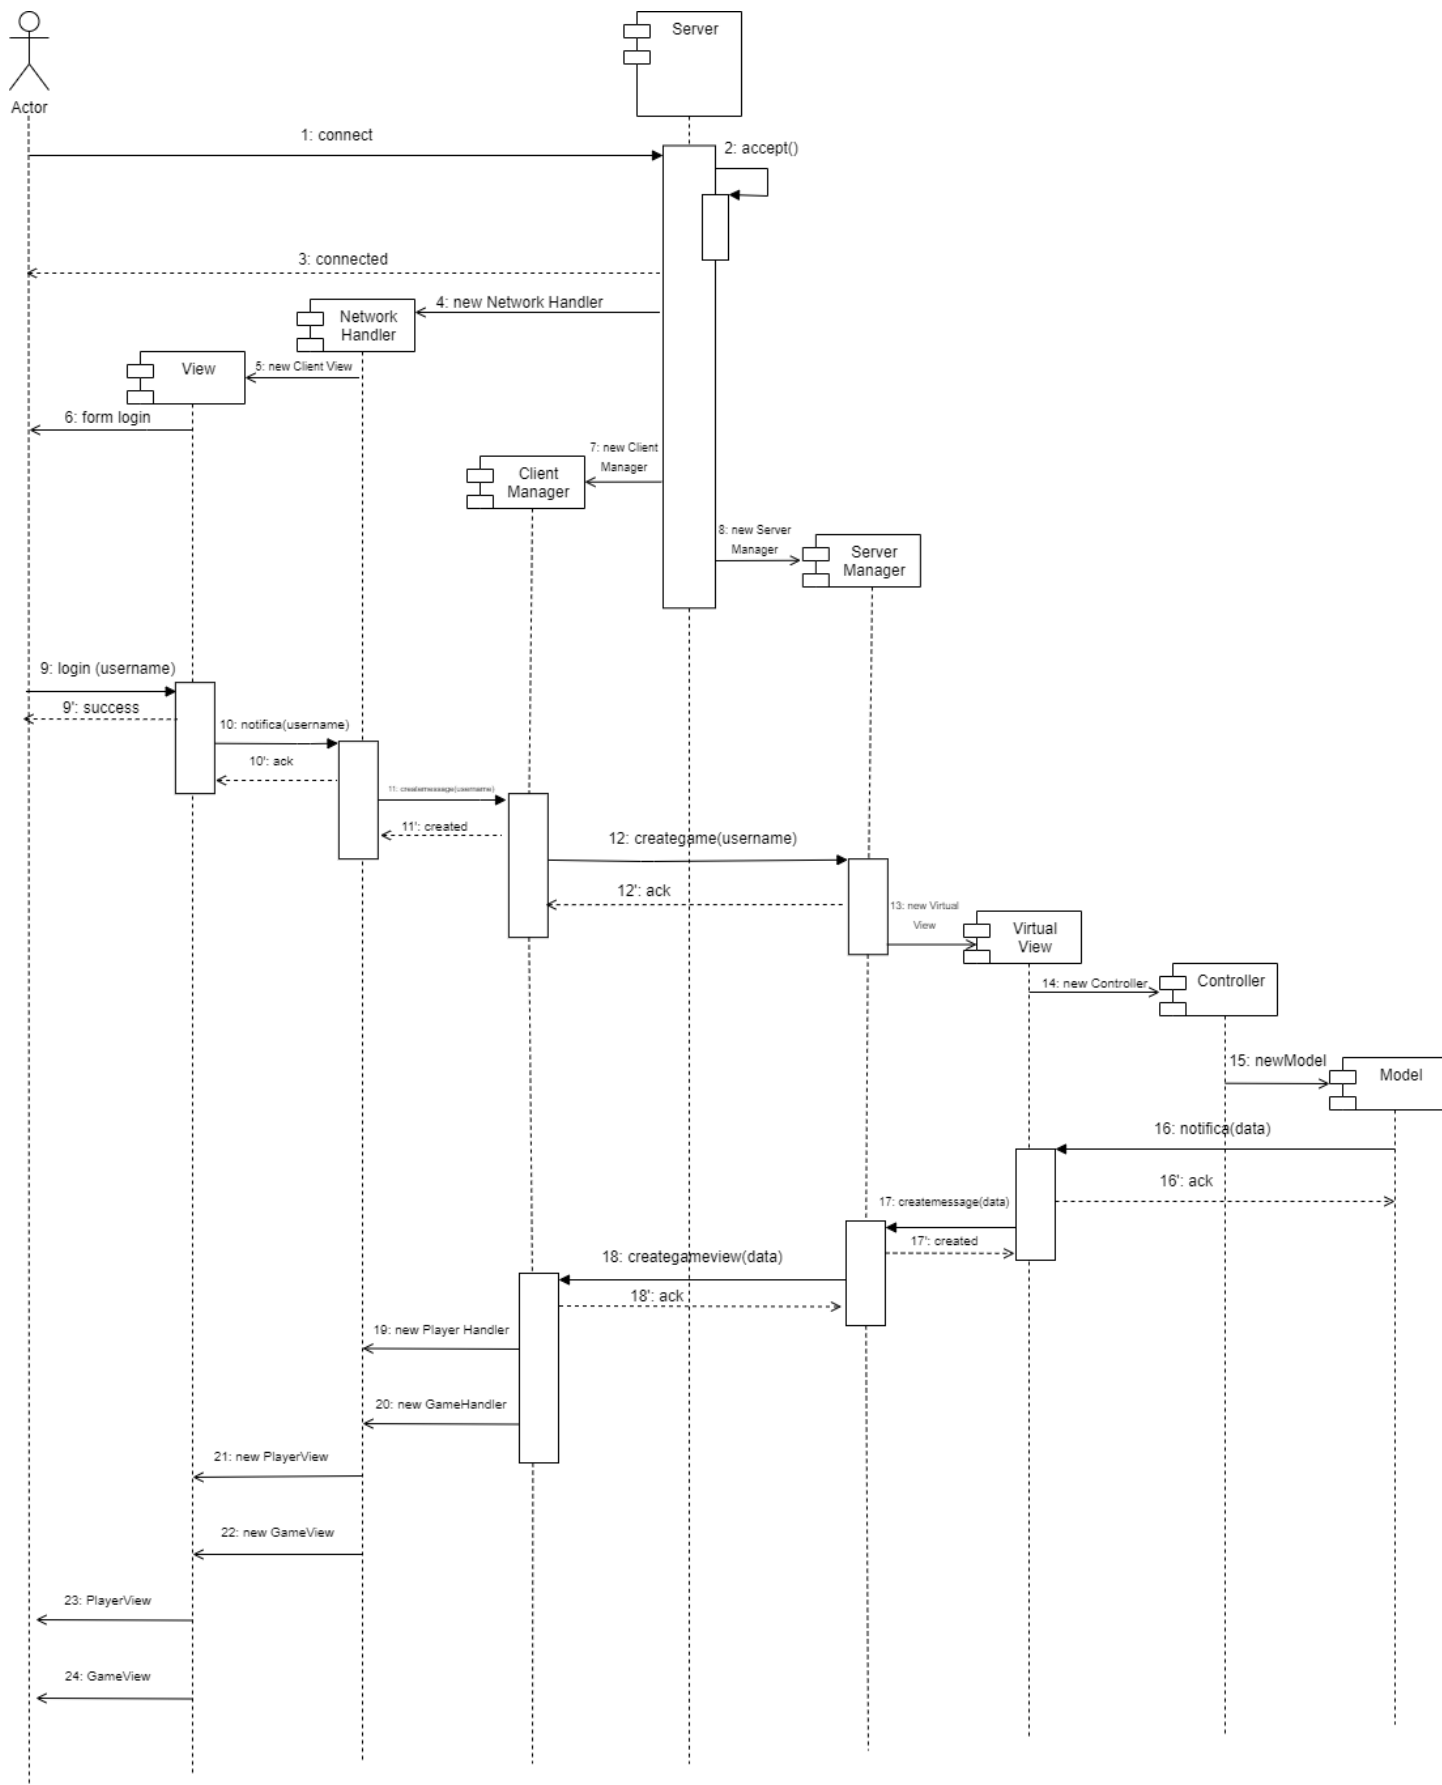 Server
Actor
1: connect
2: accept()
3: connected
4: new Network Handler
Network
Handler
View
5: new Client View
6: form login
7: new Client
Manager
Client
Manager
8: new Server
Manager
Server
Manager
9: login (username)
9': success
10: notifica(username)
10': ack
11: createmessage(username)
11': created
12: creategame(username)
12': ack
13: new Virtual
View
Virtual
View
14: new Controller
Controller
15: newModel
Model
16: notifica(data)
16': ack
17: createmessage(data)
17': created
18: creategameview(data)
18': ack
19: new Player Handler
20: new GameHandler
21: new PlayerView
22: new GameView
23: PlayerView
24: GameView